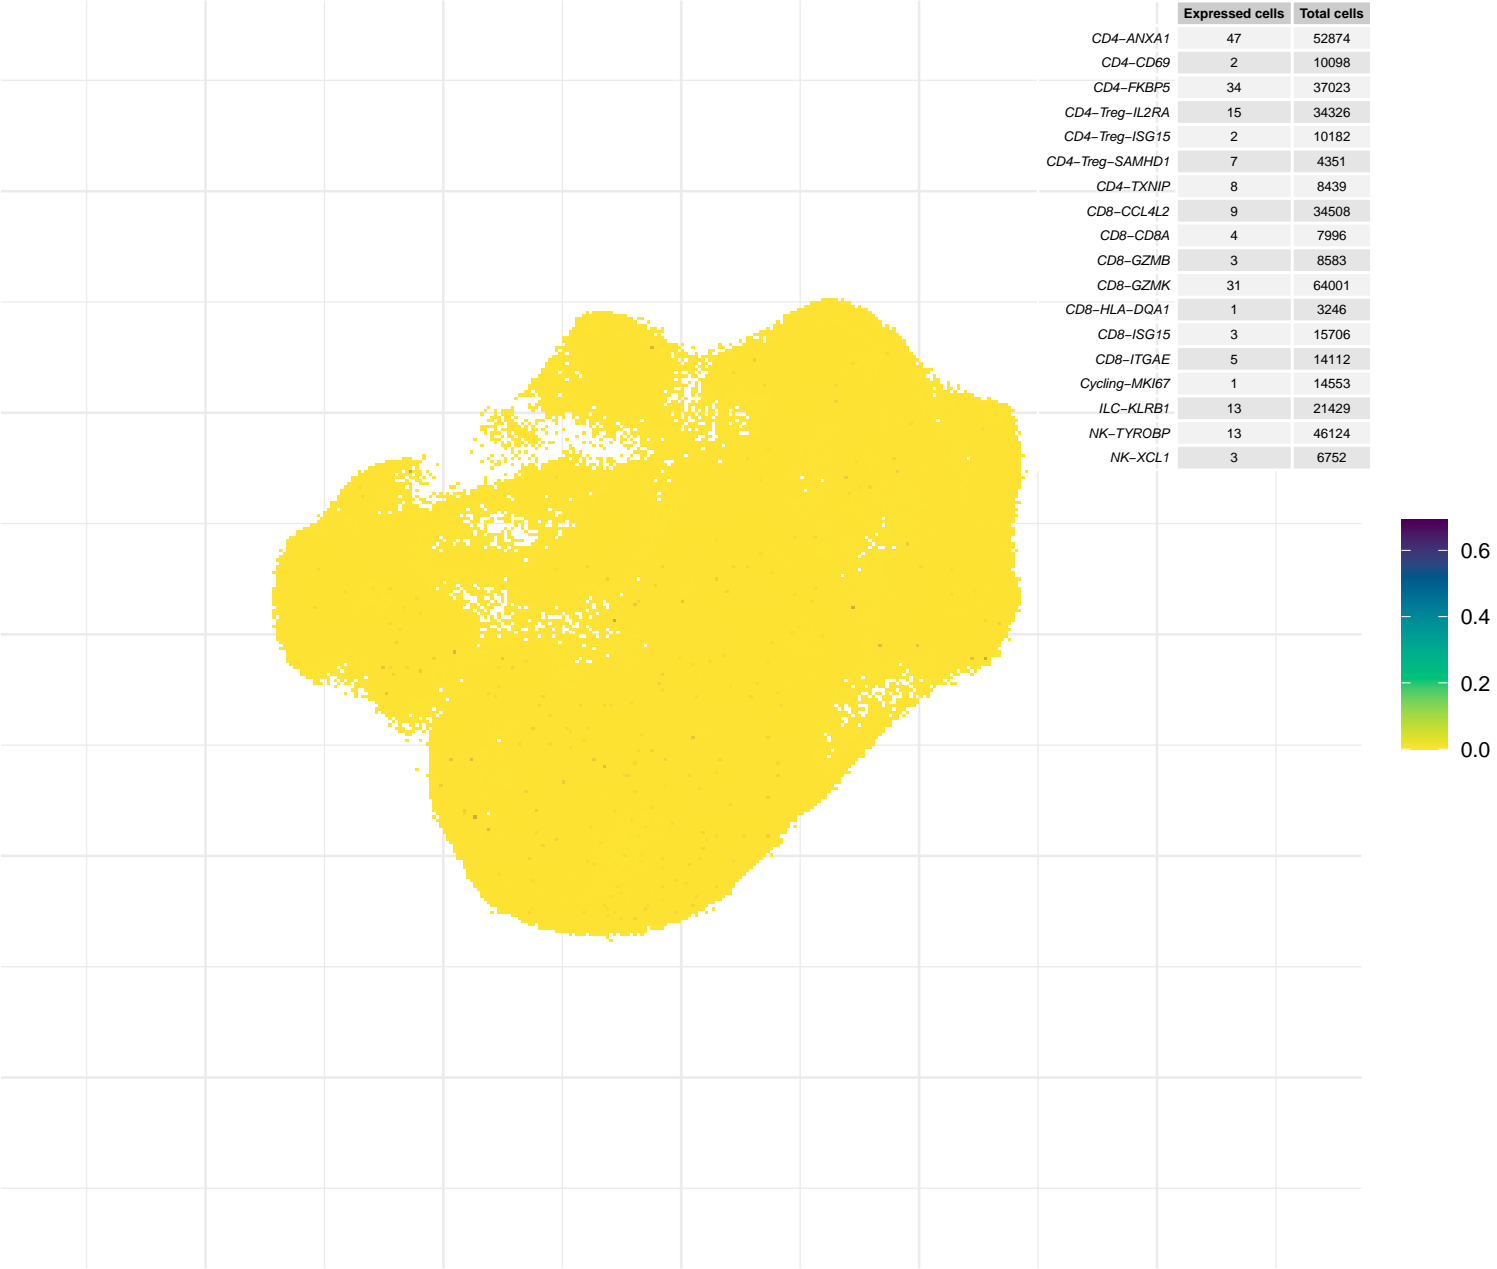 Expressed cells Total cells
CD4−ANXA1 47 52874
CD4−CD69 2 10098
CD4−FKBP5 34 37023
CD4−Treg−IL2RA 15 34326
CD4−Treg−ISG15 2 10182
CD4−Treg−SAMHD1 7 4351
CD4−TXNIP 8 8439
CD8−CCL4L2 9 34508
CD8−CD8A 4 7996
CD8−GZMB 3 8583
CD8−GZMK 31 64001
CD8−HLA−DQA1 1 3246
CD8−ISG15 3 15706
CD8−ITGAE 5 14112
Cycling−MKI67 1 14553
ILC−KLRB1 13 21429
NK−TYROBP 13 46124
NK−XCL1 3 6752
0.6
0.4
0.2
0.0